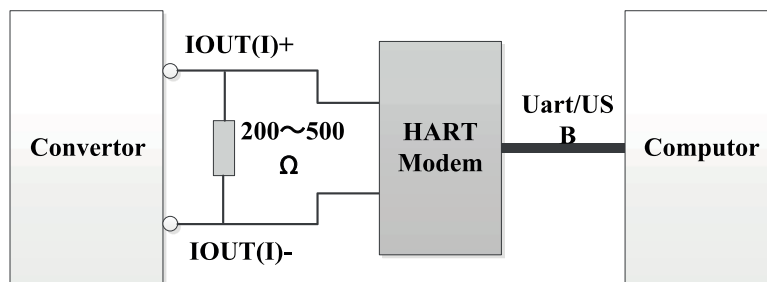 IOUT(I)+
Convertor
200～500
Ω
HART
Modem
Uart/US
B
Computor
IOUT(I)-